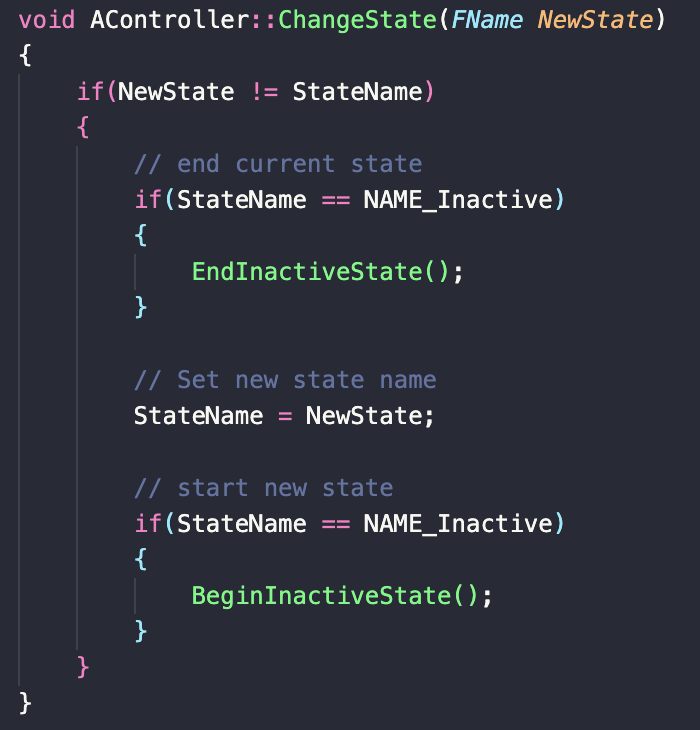 void AController::ChangeState(FName NewState)
{
    if(NewState != StateName)
    {
        // end current state
        if(StateName == NAME_Inactive)
        {
            EndInactiveState();
        }

        // Set new state name
        StateName = NewState;

        // start new state
        if(StateName == NAME_Inactive)
        {
            BeginInactiveState();
        }
    }
}